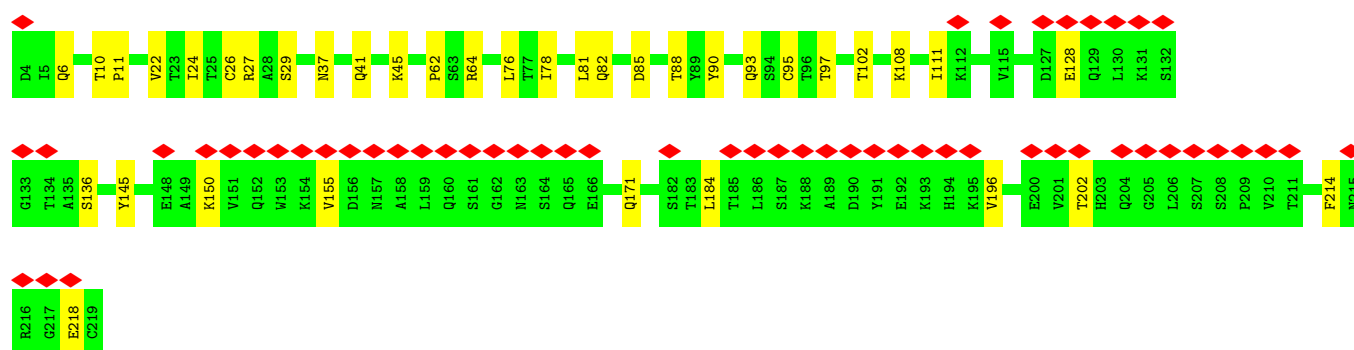 D4 I5 Q6 T10 P11 V22 T23 I24 T25 C26 R27 A28 S29 N37 Q41 K45 P62 S63 R64 L76 T77 I78 L81 Q82 D85 T88 Y89 Y90 Q93 S94 C95 T96 T97 T102 K108 I111 K112 V115 D127 E128 Q129 L130 K131 S132
G133 T134 A135 S136 Y145 E148 A149 K150 V151 Q152 W153 K154 V155 D156 N157 A158 L159 Q160 S161 G162 N163 S164 Q165 E166 Q171 S182 T183 L184 T185 L186 S187 K188 A189 D190 Y191 E192 K193 H194 K195 V196 E200 V201 T202 H203 Q204 G205 L206 S207 S208 P209 V210 T211 F214 N215
R216 G217 E218 C219